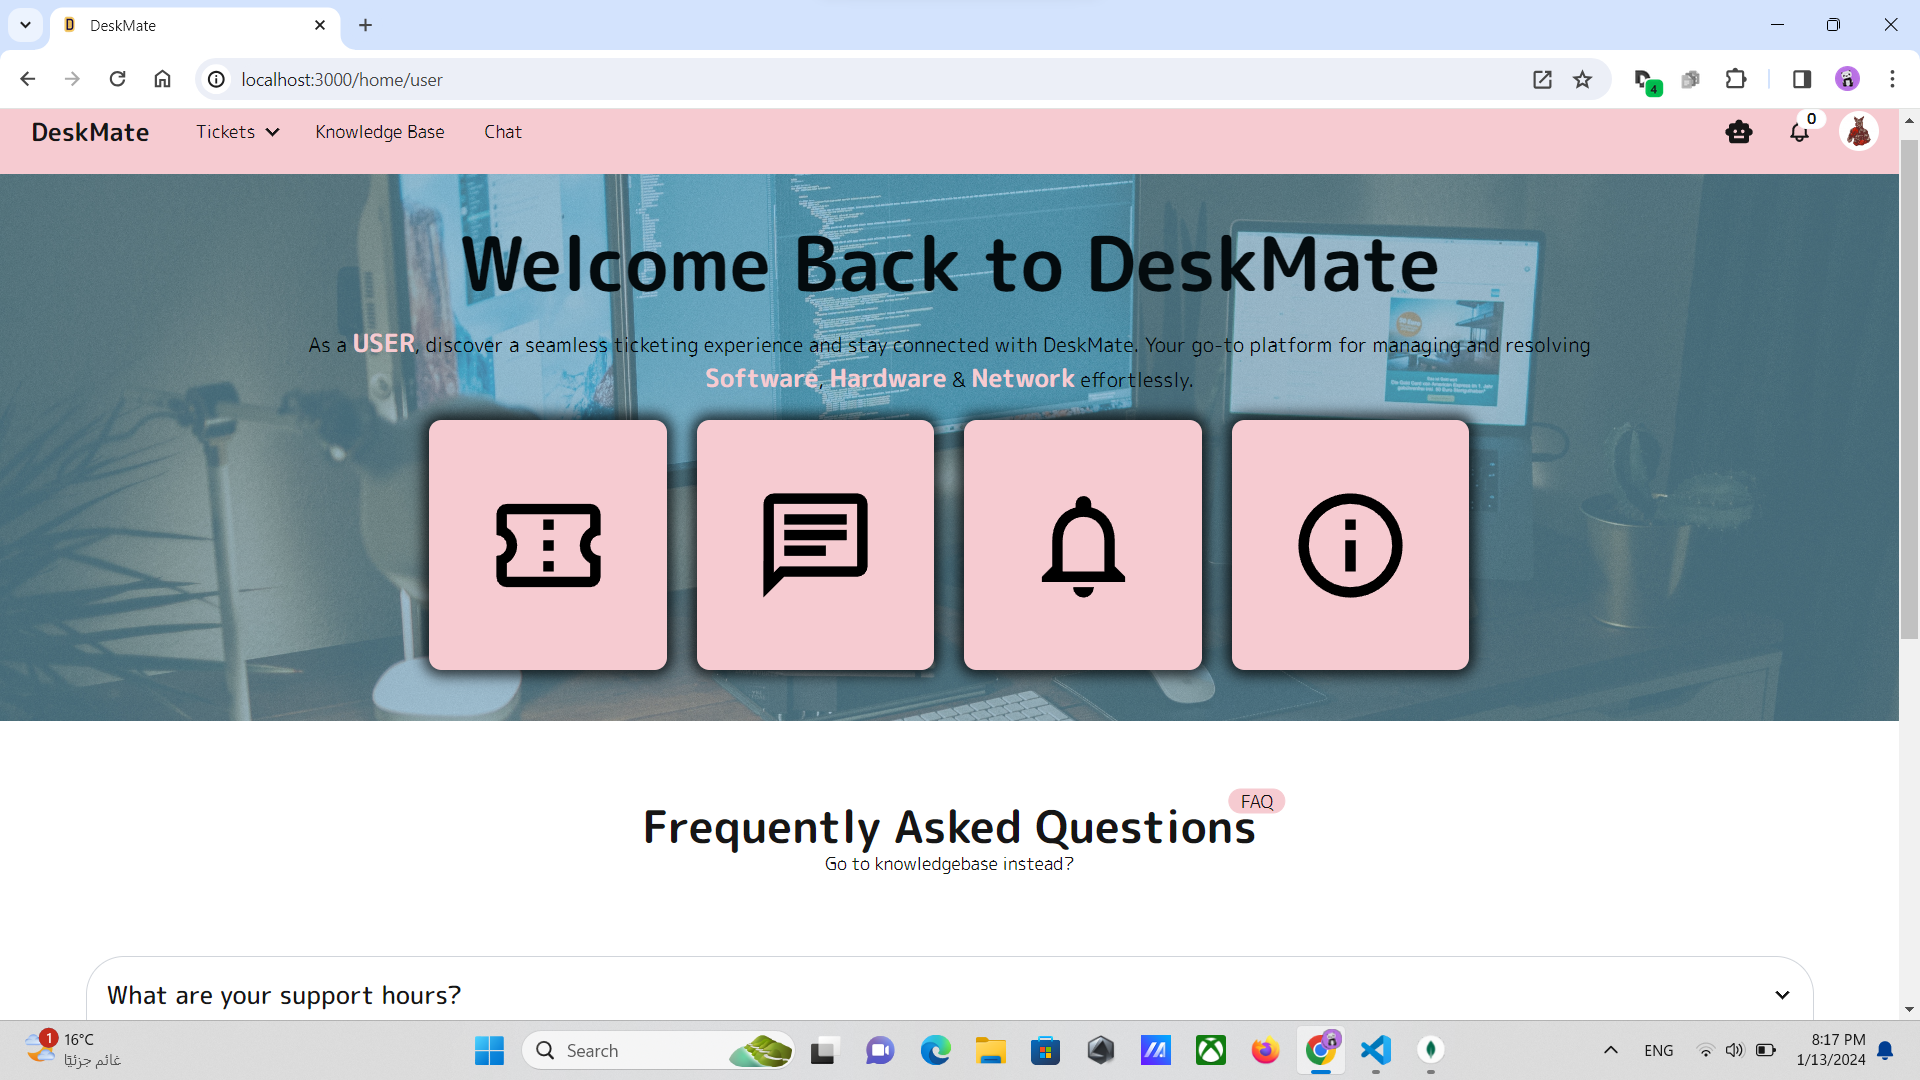 DeskMate
localhost:3000/home/user
4
DeskMate
Tickets
Knowledge Base
Chat
0
Welcome Back to DeskMate
As a USER, discover a seamless ticketing experience and stay connected with DeskMate. Your go-to platform for managing and resolving
Software, Hardware & Network effortlessly.
FAQ
Frequently Asked Questions
Go to knowledgebase instead?
What are your support hours?
1
16°C
غائم جزئيًا
Search
ENG
8:17 PM
1/13/2024